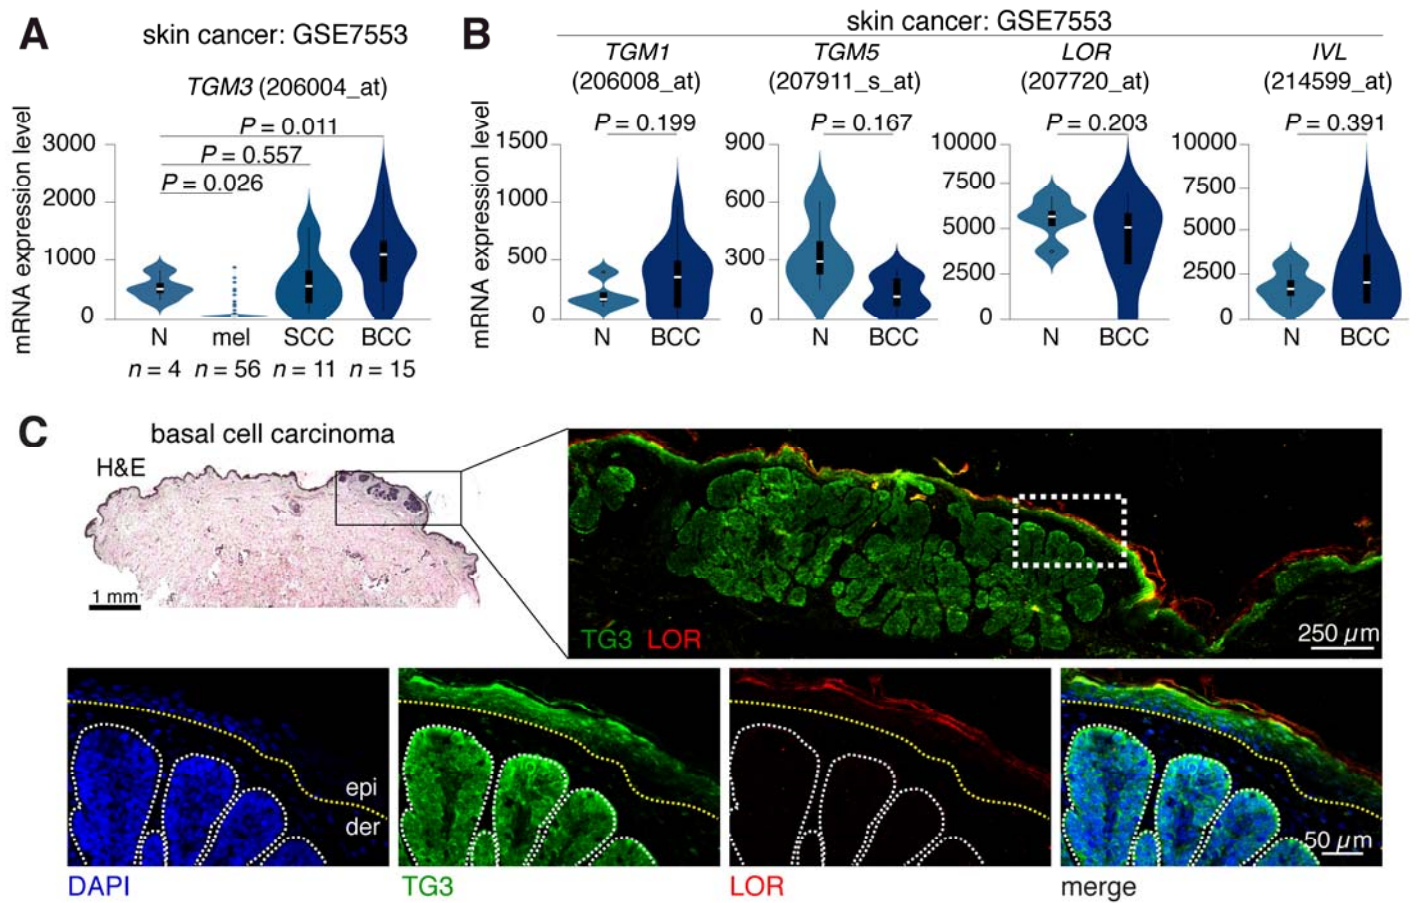 A
skin cancer: GSE7553
TGM3 (206004_at)
mRNA expression level
3000
2000
1000
0
P = 0.011
P = 0.557
P = 0.026
N mel SCC BCC
n = 4 n = 56 n = 11 n = 15
B
skin cancer: GSE7553
TGM1 TGM5 LOR IVL
(206008_at) (207911_s_at) (207720_at) (214599_at)
P = 0.199 P = 0.167 P = 0.203 P = 0.391
mRNA expression level
1500
1000
500
0
N BCC
900
600
300
0
N BCC
10000
7500
5000
2500
0
N BCC
10000
7500
5000
2500
0
N BCC
C
basal cell carcinoma
H&E
1 mm
TG3 LOR
250 µm
epi
der
50 µm
DAPI TG3 LOR merge